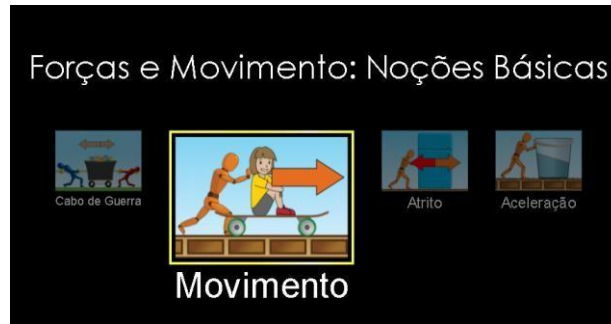 Forças e Movimento: Noções Básicas
Cabo de Guerra
Movimento
Atrito
Aceleração